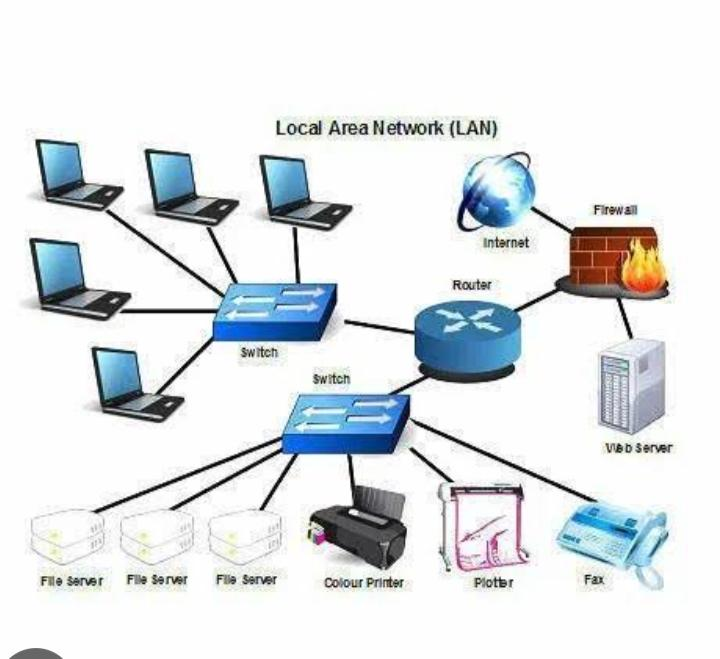 Local Area Network (LAN)
Firewall
Internet
Router
Switch
Switch
Web Server
File Server
File Server
File Server
Colour Printer
Plotter
Fax